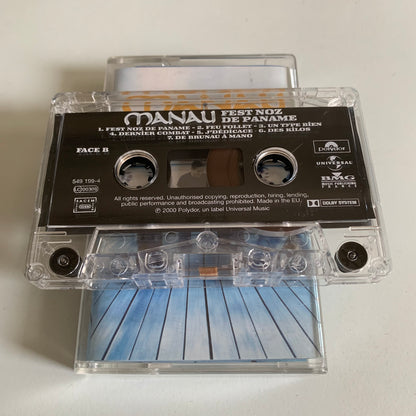 MANAU FEST NOZ
DE PANAME
1. FEST NOZ DE PANAME - 2. FEU FOLLET - 3. UN TYPE BIEN
- 4. DERNIER COMBAT - 5. J'DÉDICACE - 6. DES KILOS
- 7. DE BRUNAU À MANO
FACE B
549 199-4
SACEM
polydor
UNIVERSAL
BMG
MUSIC PUBLISHING
DOLBY SYSTEM
All rights reserved. Unauthorised copying, reproduction, hiring, lending,
public performance and broadcasting prohibited. Made in the EU.
℗ 2000 Polydor, un label Universal Music